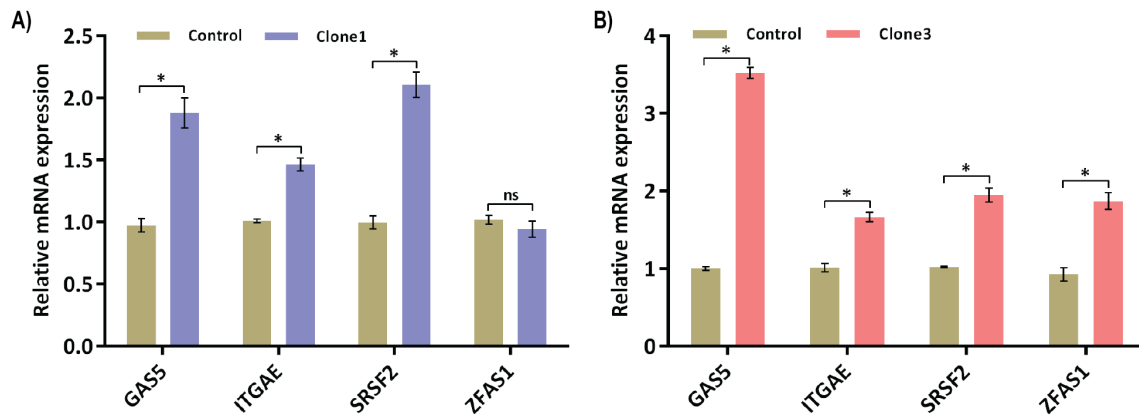 A)
Control Clone1
Relative mRNA expression
2.5
2.0
1.5
1.0
0.5
0.0
*
*
*
ns
GAS5 ITGAE SRSF2 ZFAS1
B)
Control Clone3
Relative mRNA expression
4
3
2
1
0
*
*
*
*
GAS5 ITGAE SRSF2 ZFAS1